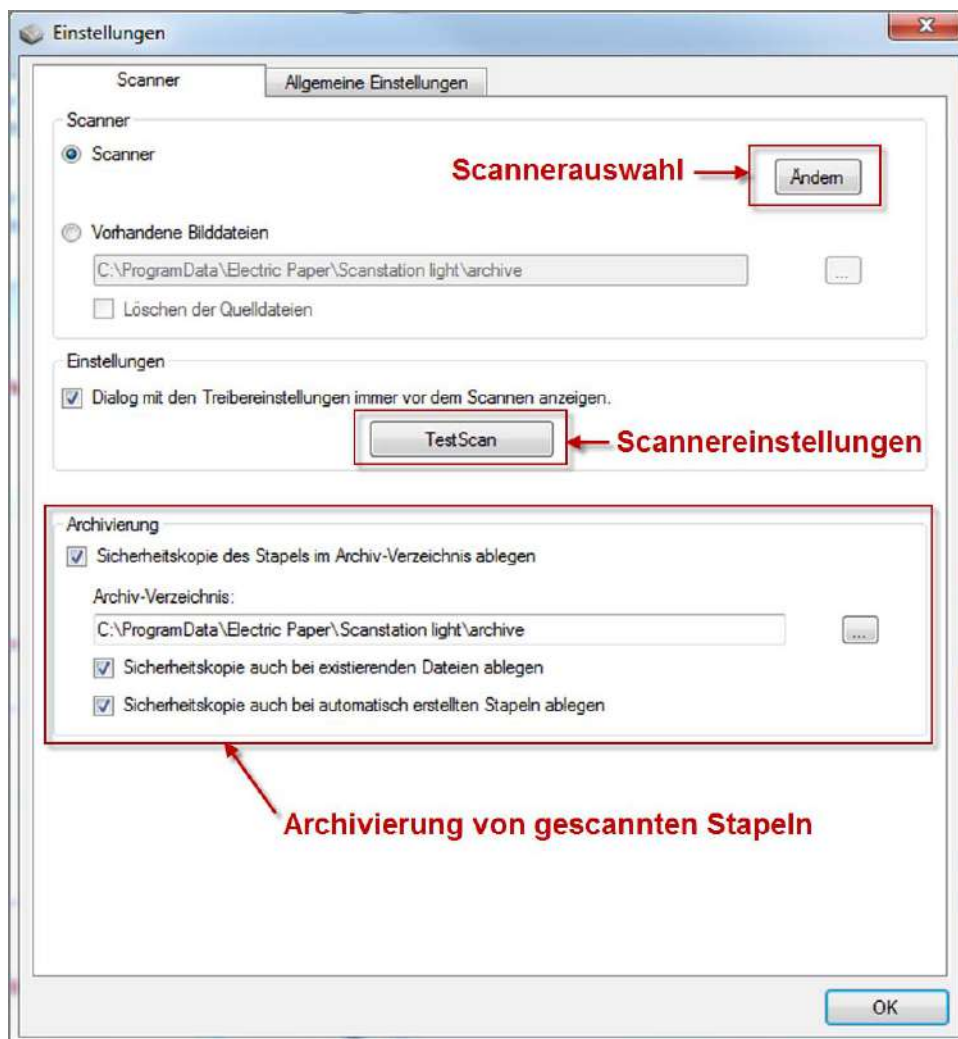 Einstellungen
Scanner
Allgemeine Einstellungen
Scanner
Scanner
Scannerauswahl
Ändern
Vorhandene Bilddateien
C:\ProgramData\Electric Paper\Scanstation light\archive
...
Löschen der Quelldateien
Einstellungen
Dialog mit den Treibereinstellungen immer vor dem Scannen anzeigen.
TestScan
Scannereinstellungen
Archivierung
Sicherheitskopie des Stapels im Archiv-Verzeichnis ablegen
Archiv-Verzeichnis:
C:\ProgramData\Electric Paper\Scanstation light\archive
...
Sicherheitskopie auch bei existierenden Dateien ablegen
Sicherheitskopie auch bei automatisch erstellten Stapeln ablegen
Archivierung von gescannten Stapeln
OK